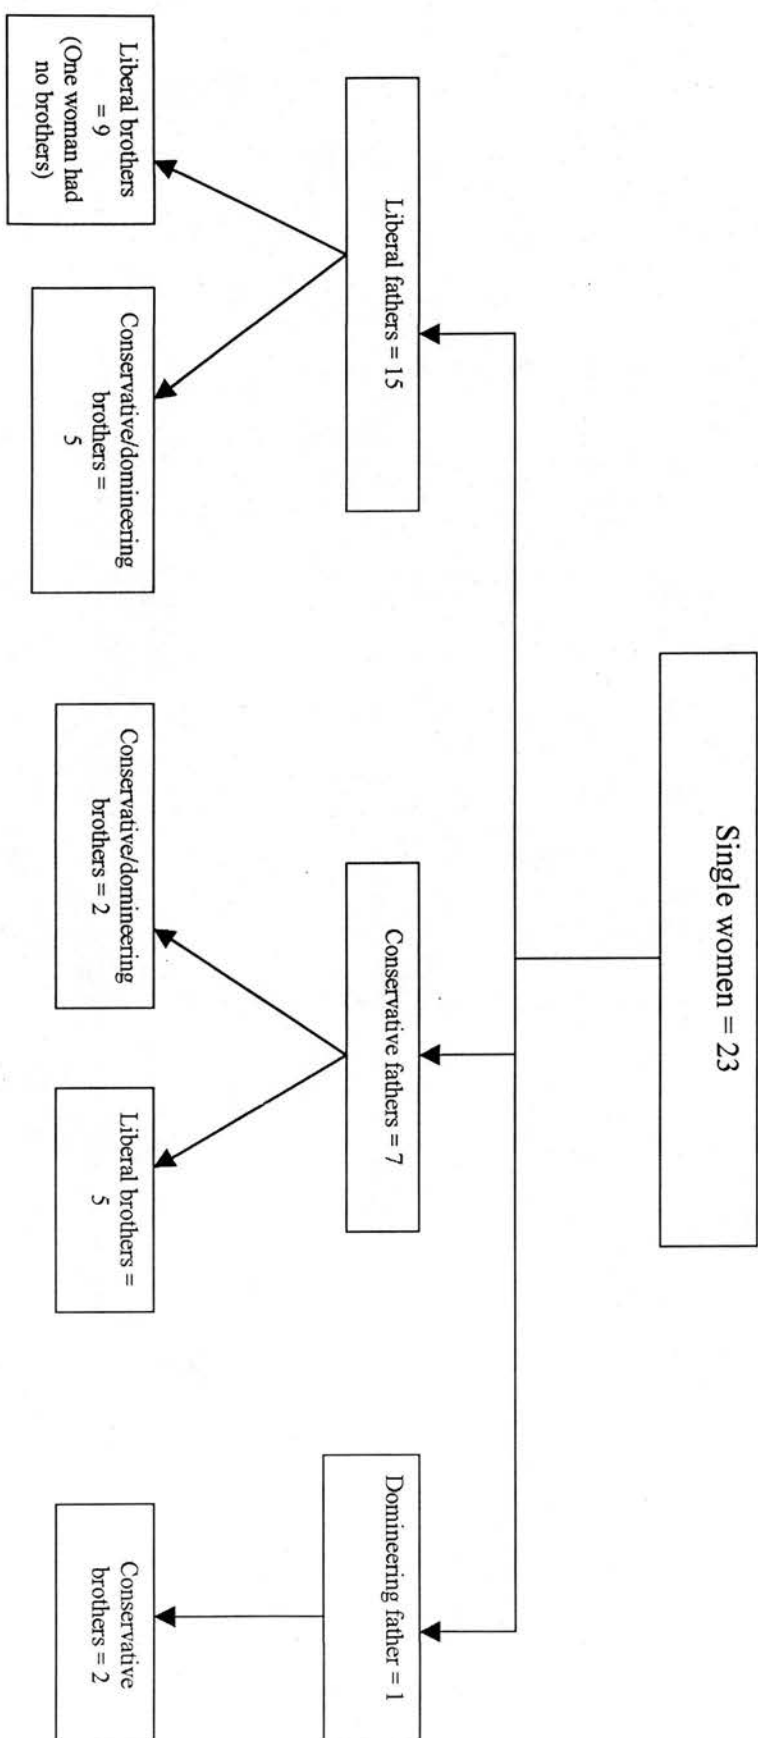 Single women = 23
Liberal fathers = 15
Conservative fathers = 7
Domineering father = 1
Liberal brothers
= 9
(One woman had
no brothers)
Conservative/domineering
brothers =
5
Conservative/domineering
brothers = 2
Liberal brothers =
5
Conservative
brothers = 2